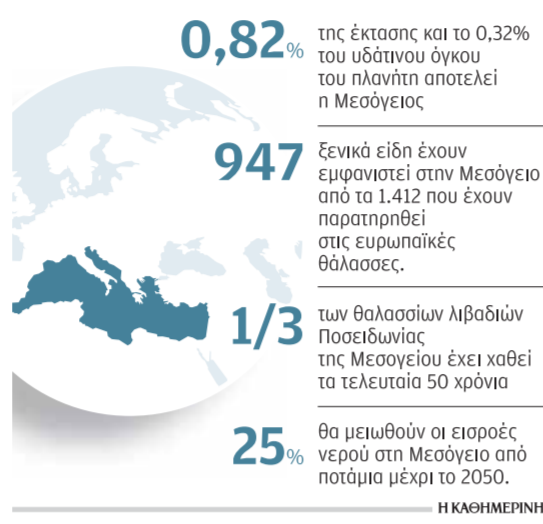 0,82%
της έκτασης και το 0,32%
του υδάτινου όγκου
του πλανήτη αποτελεί
η Μεσόγειος
947
ξενικά είδη έχουν
εμφανιστεί στην Μεσόγειο
από τα 1.412 που έχουν
παρατηρηθεί
στις ευρωπαϊκές
θάλασσες.
1/3
των θαλασσίων λιβαδιών
Ποσειδωνίας
της Μεσογείου έχει χαθεί
τα τελευταία 50 χρόνια
25%
θα μειωθούν οι εισροές
νερού στη Μεσόγειο από
ποτάμια μέχρι το 2050.
Η ΚΑΘΗΜΕΡΙΝΗ